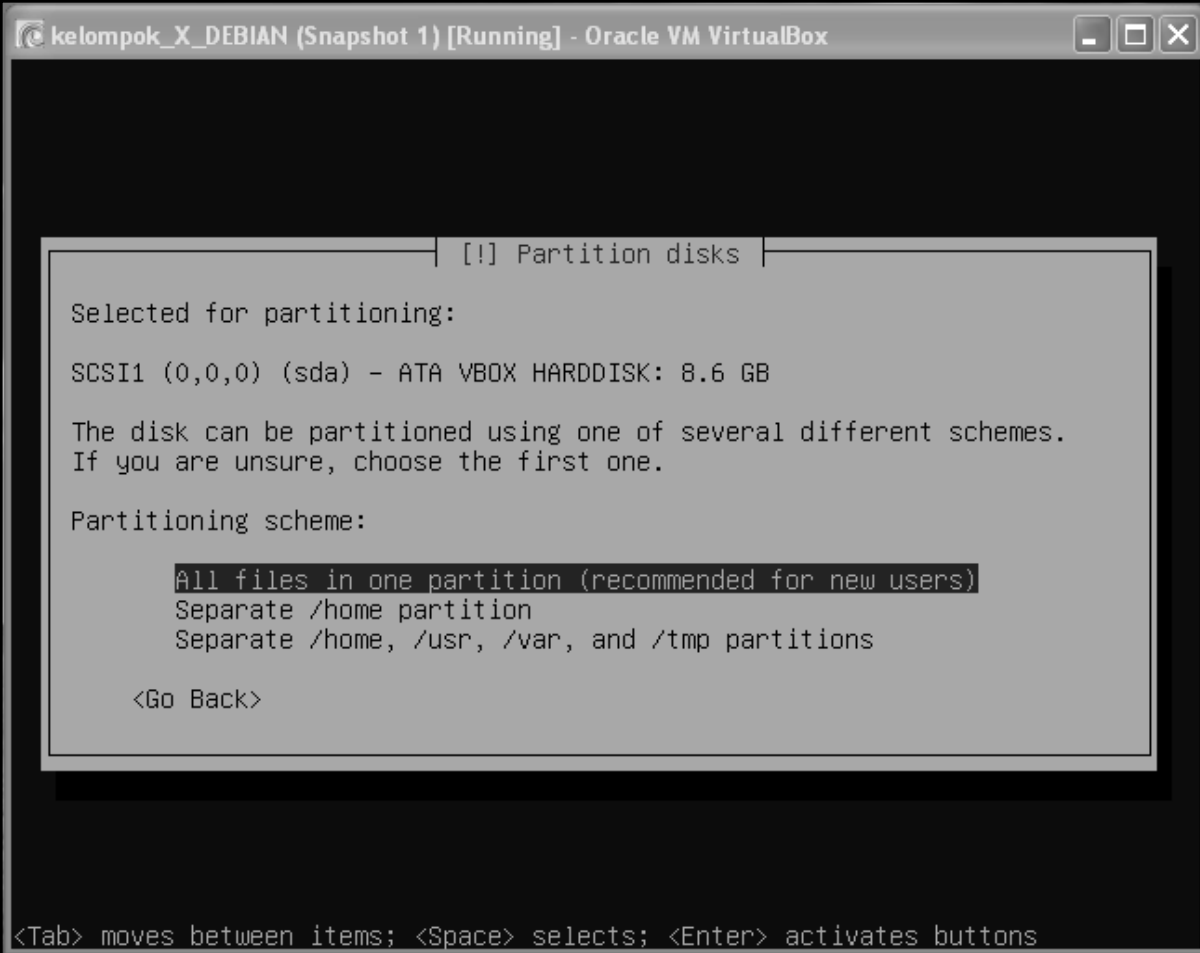 kelompok_X_DEBIAN (Snapshot 1) [Running] - Oracle VM VirtualBox
[!] Partition disks
Selected for partitioning:
SCSI1 (0,0,0) (sda) - ATA VBOX HARDDISK: 8.6 GB
The disk can be partitioned using one of several different schemes.
If you are unsure, choose the first one.
Partitioning scheme:
All files in one partition (recommended for new users)
Separate /home partition
Separate /home, /usr, /var, and /tmp partitions
<Go Back>
<Tab> moves between items; <Space> selects; <Enter> activates buttons